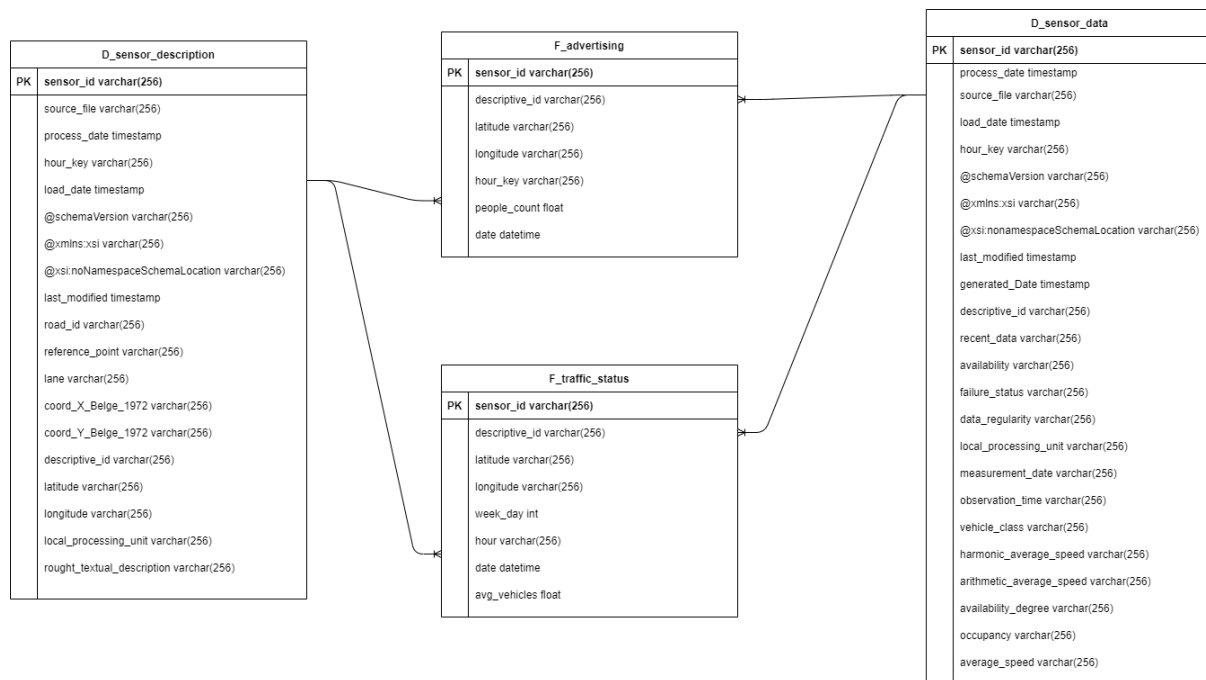 D_sensor_description
PK sensor_id varchar(256)
source_file varchar(256)
process_date timestamp
hour_key varchar(256)
load_date timestamp
@schemaVersion varchar(256)
@xmlns:xsi varchar(256)
@xsi:noNamespaceSchemaLocation varchar(256)
last_modified timestamp
road_id varchar(256)
reference_point varchar(256)
lane varchar(256)
coord_X_Belge_1972 varchar(256)
coord_Y_Belge_1972 varchar(256)
descriptive_id varchar(256)
latitude varchar(256)
longitude varchar(256)
local_processing_unit varchar(256)
rought_textual_description varchar(256)
F_advertising
PK sensor_id varchar(256)
descriptive_id varchar(256)
latitude varchar(256)
longitude varchar(256)
hour_key varchar(256)
people_count float
date datetime
F_traffic_status
PK sensor_id varchar(256)
descriptive_id varchar(256)
latitude varchar(256)
longitude varchar(256)
week_day int
hour varchar(256)
date datetime
avg_vehicles float
D_sensor_data
PK sensor_id varchar(256)
process_date timestamp
source_file varchar(256)
load_date timestamp
hour_key varchar(256)
@schemaVersion varchar(256)
@xmlns:xsi varchar(256)
@xsi:nonamespaceSchemaLocation varchar(256)
last_modified timestamp
generated_Date timestamp
descriptive_id varchar(256)
recent_data varchar(256)
availability varchar(256)
failure_status varchar(256)
data_regularity varchar(256)
local_processing_unit varchar(256)
measurement_date varchar(256)
observation_time varchar(256)
vehicle_class varchar(256)
harmonic_average_speed varchar(256)
arithmetic_average_speed varchar(256)
availability_degree varchar(256)
occupancy varchar(256)
average_speed varchar(256)